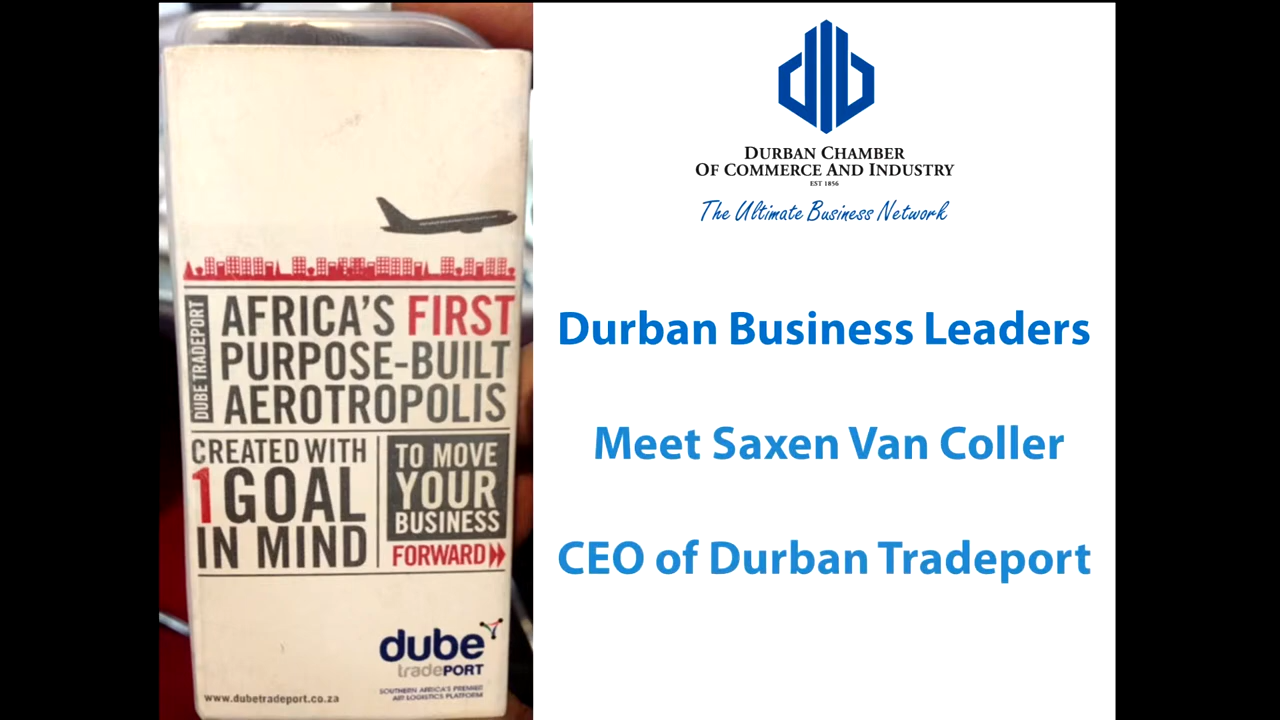 DUBE TRADEPORT
AFRICA'S FIRST
PURPOSE-BUILT
AEROTROPOLIS
CREATED WITH
1 GOAL
IN MIND
TO MOVE
YOUR
BUSINESS
FORWARD
dube
tradePORT
SOUTHERN AFRICA'S PREMIER
AIR LOGISTICS PLATFORM
www.dubetradeport.co.za
DURBAN CHAMBER
OF COMMERCE AND INDUSTRY
EST 1856
The Ultimate Business Network
Durban Business Leaders
Meet Saxen Van Coller
CEO of Durban Tradeport